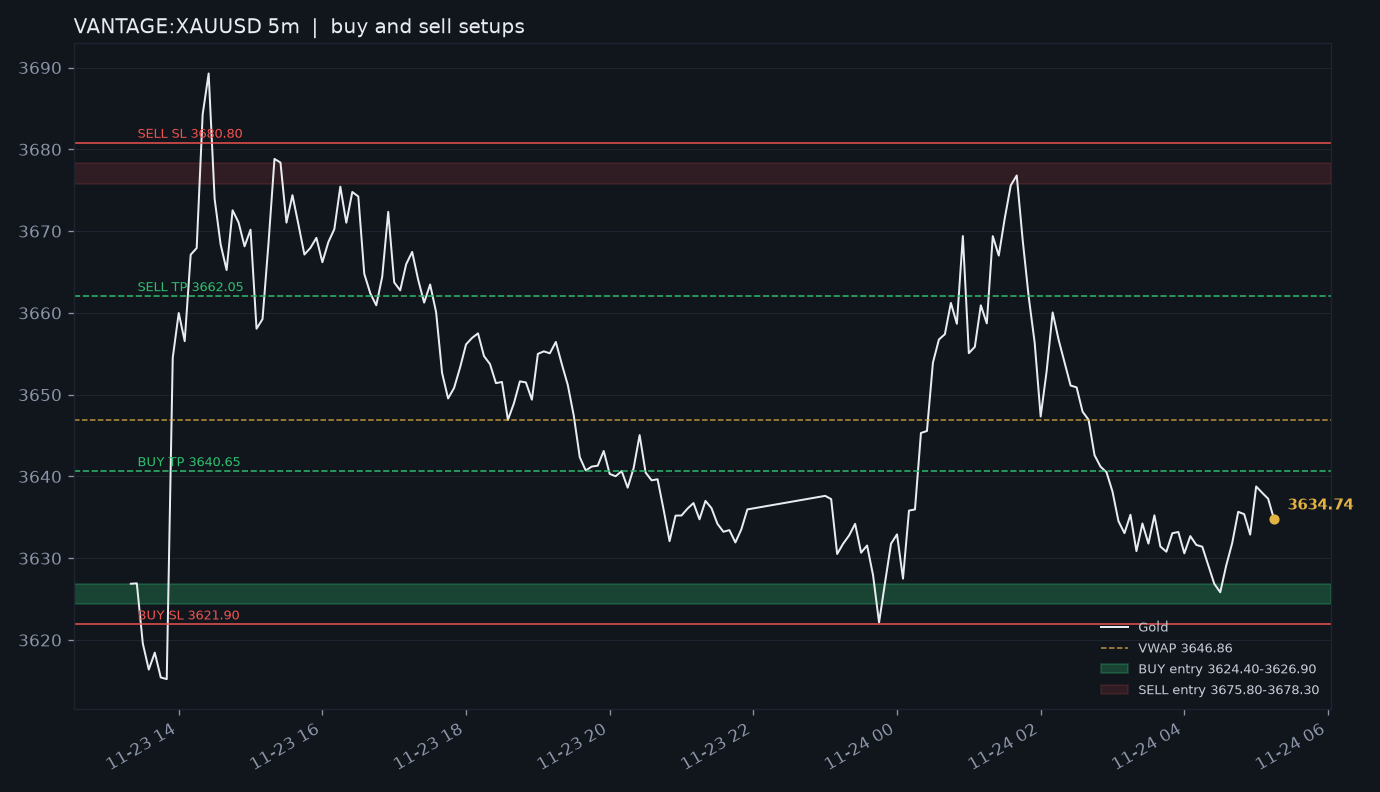 VANTAGE:XAUUSD 5m | buy and sell setups
3690
3680
3670
3660
3650
3640
3630
3620
SELL SL 3680.80
SELL TP 3662.05
BUY TP 3640.65
BUY SL 3621.90
3634.74
Gold
VWAP 3646.86
BUY entry 3624.40-3626.90
SELL entry 3675.80-3678.30
11-23 14
11-23 16
11-23 18
11-23 20
11-23 22
11-24 00
11-24 02
11-24 04
11-24 06